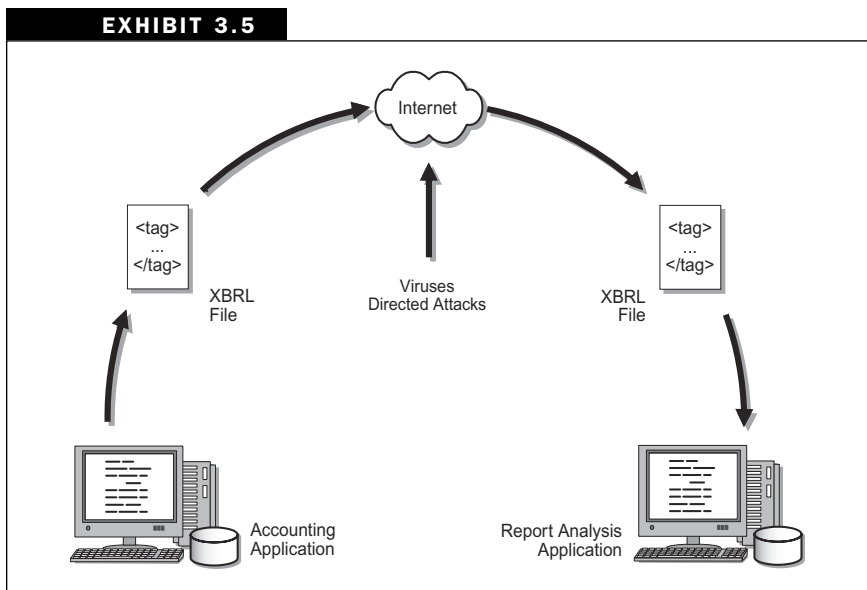 EXHIBIT 3.5
Internet
<tag>
...
</tag>
XBRL
File
Viruses
Directed Attacks
<tag>
...
</tag>
XBRL
File
Accounting
Application
Report Analysis
Application